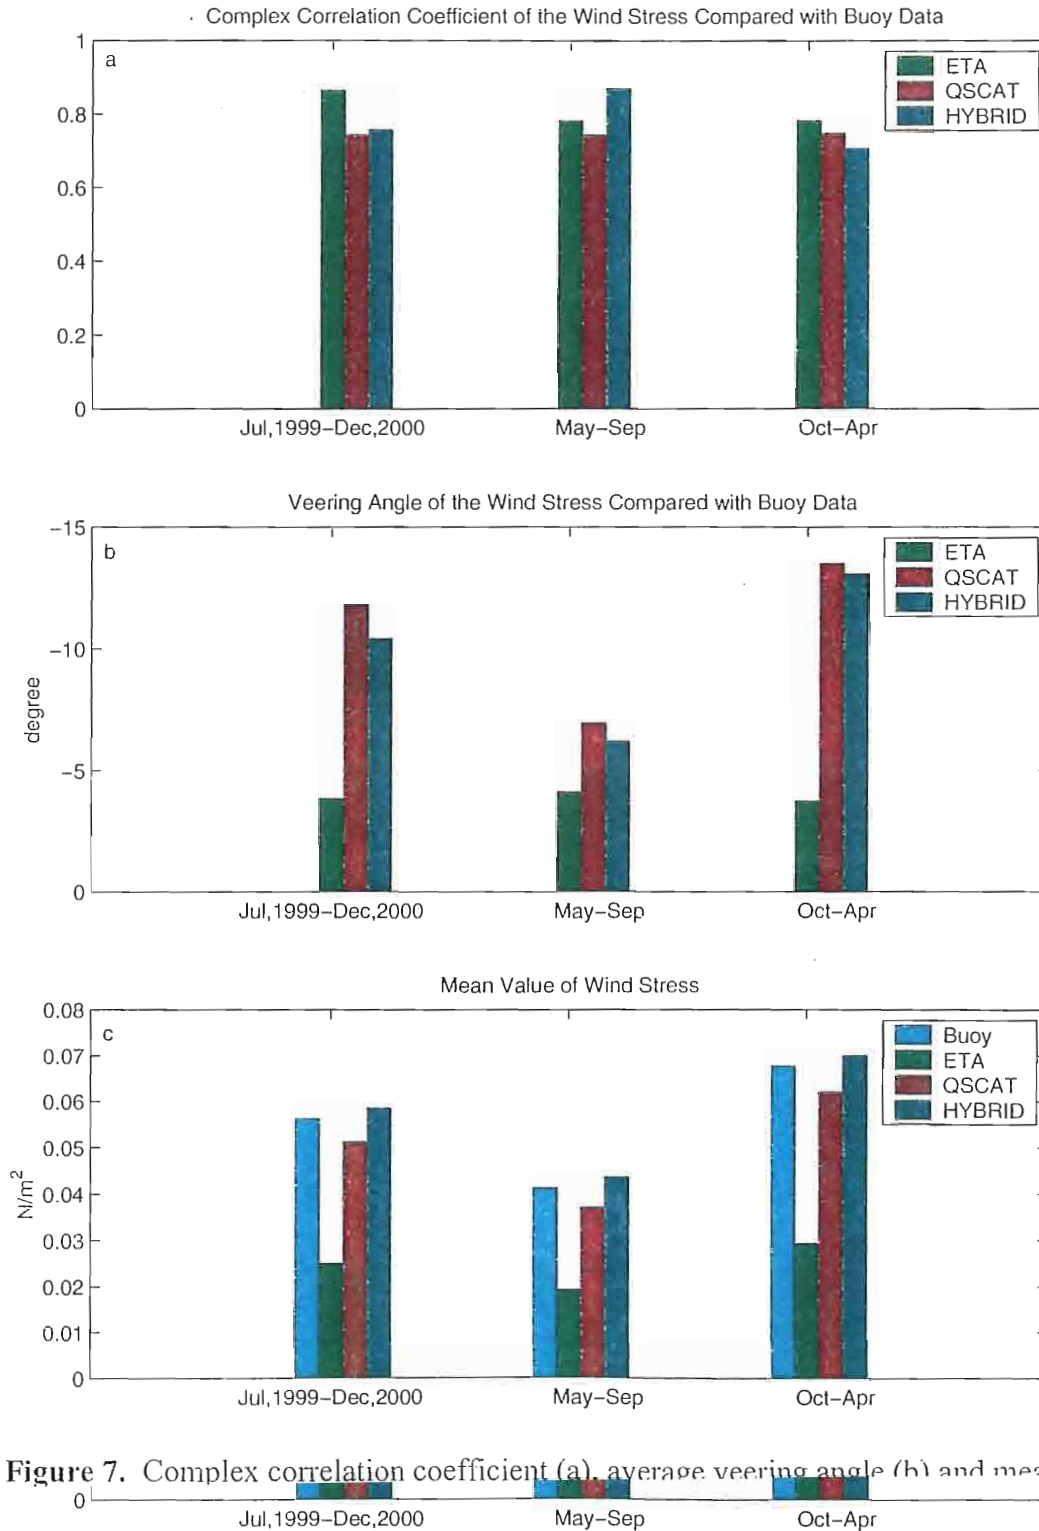 Complex Correlation Coefficient of the Wind Stress Compared with Buoy Data
1
a
ETA
QSCAT
HYBRID
0.8
0.6
0.4
0.2
0
Jul,1999–Dec,2000 May–Sep Oct–Apr
Veering Angle of the Wind Stress Compared with Buoy Data
−15
b
ETA
QSCAT
HYBRID
−10
degree
−5
0
Jul,1999–Dec,2000 May–Sep Oct–Apr
Mean Value of Wind Stress
0.08
c
Buoy
ETA
QSCAT
HYBRID
0.07
0.06
0.05
N/m²
0.04
0.03
0.02
0.01
0
Jul,1999–Dec,2000 May–Sep Oct–Apr
Figure 7. Complex correlation coefficient (a), average veering angle (b) and mea
0
Jul,1999–Dec,2000 May–Sep Oct–Apr